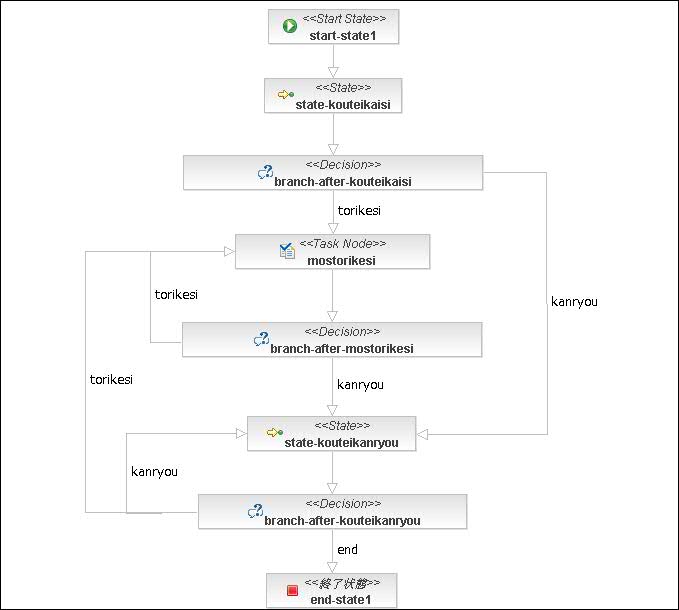 <<Start State>>
start-state1
<<State>>
state-kouteikaisi
<<Decision>>
branch-after-kouteikaisi
torikesi
<<Task Node>>
mostorikesi
torikesi
kanryou
<<Decision>>
branch-after-mostorikesi
torikesi
kanryou
<<State>>
state-kouteikanryou
kanryou
<<Decision>>
branch-after-kouteikanryou
end
<<終了状態>>
end-state1